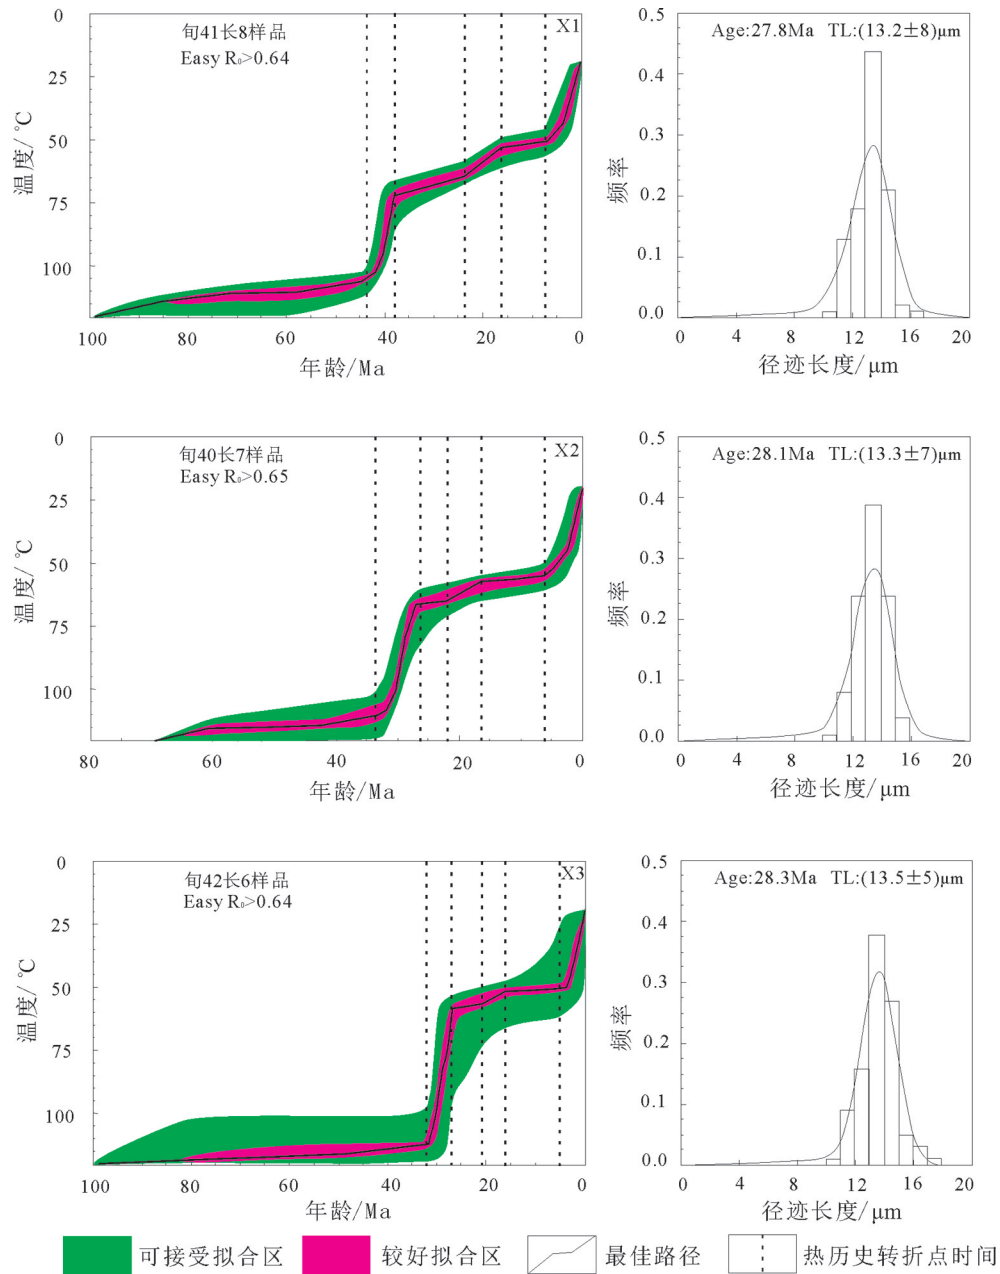 旬41长8样品
Easy R₀>0.64
X1
0
25
50
75
100
温度/℃
100
80
60
40
20
0
年龄/Ma
Age:27.8Ma TL:(13.2±8)μm
0.5
0.4
0.3
0.2
0.1
0.0
频率
0
4
8
12
16
20
径迹长度/μm
旬40长7样品
Easy R₀>0.65
X2
0
25
50
75
100
温度/℃
80
60
40
20
0
年龄/Ma
Age:28.1Ma TL:(13.3±7)μm
0.5
0.4
0.3
0.2
0.1
0.0
频率
0
4
8
12
16
20
径迹长度/μm
旬42长6样品
Easy R₀>0.64
X3
0
25
50
75
100
温度/℃
100
80
60
40
20
0
年龄/Ma
Age:28.3Ma TL:(13.5±5)μm
0.5
0.4
0.3
0.2
0.1
0.0
频率
0
4
8
12
16
20
径迹长度/μm
可接受拟合区
较好拟合区
最佳路径
热历史转折点时间